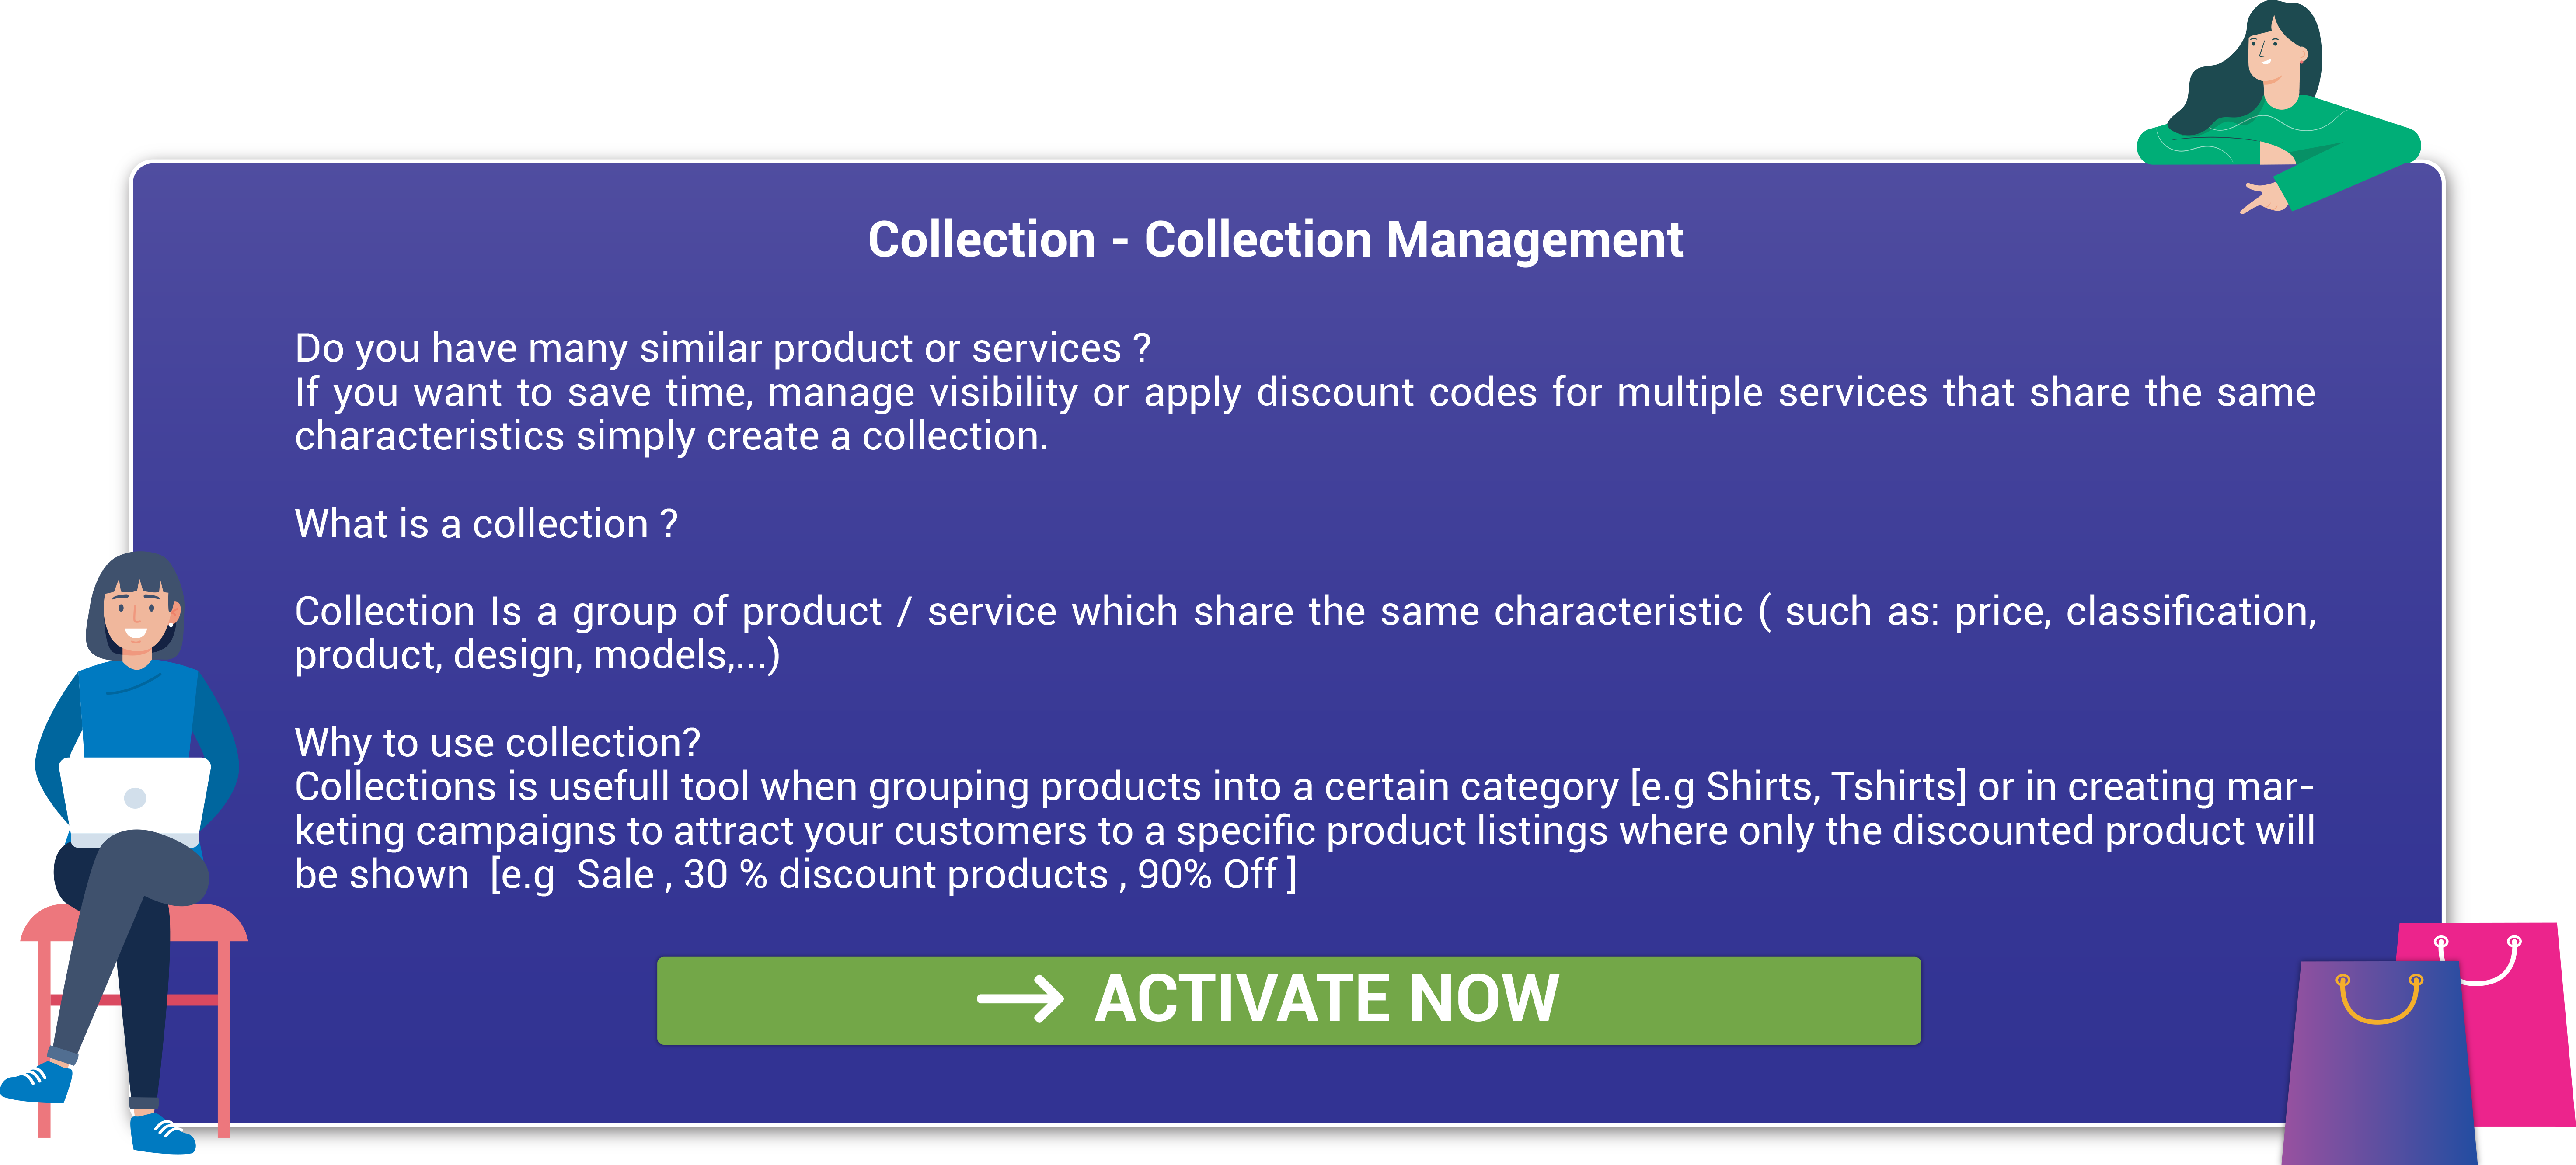 Collection - Collection Management
Do you have many similar product or services ?
If you want to save time, manage visibility or apply discount codes for multiple services that share the same
characteristics simply create a collection.
What is a collection ?
Collection Is a group of product / service which share the same characteristic ( such as: price, classification,
product, design, models,...)
Why to use collection?
Collections is usefull tool when grouping products into a certain category [e.g Shirts, Tshirts] or in creating mar-
keting campaigns to attract your customers to a specific product listings where only the discounted product will
be shown  [e.g  Sale , 30 % discount products , 90% Off ]
→ ACTIVATE NOW